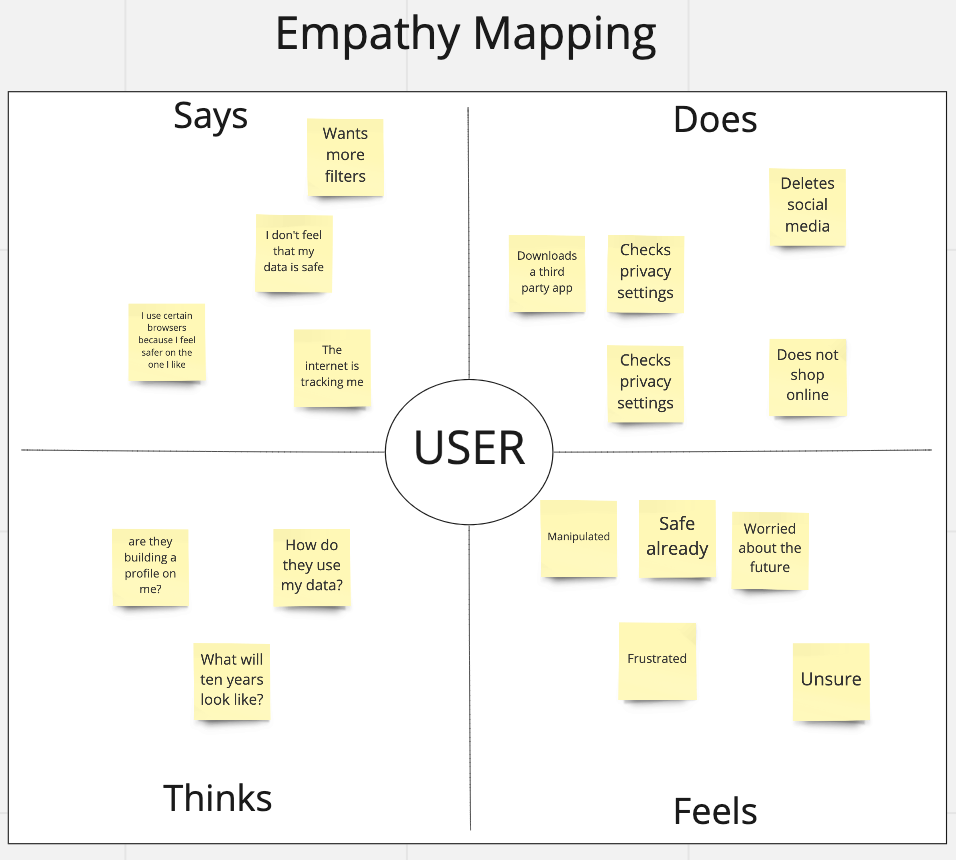 Empathy Mapping
Says
Wants
more
filters
I don't feel
that my
data is safe
I use certain
browsers
because I feel
safer on the
one I like
The
internet is
tracking me
Does
Deletes
social
media
Downloads
a third
party app
Checks
privacy
settings
Checks
privacy
settings
Does not
shop
online
USER
are they
building a
profile on
me?
How do
they use
my data?
What will
ten years
look like?
Thinks
Manipulated
Safe
already
Worried
about the
future
Frustrated
Unsure
Feels